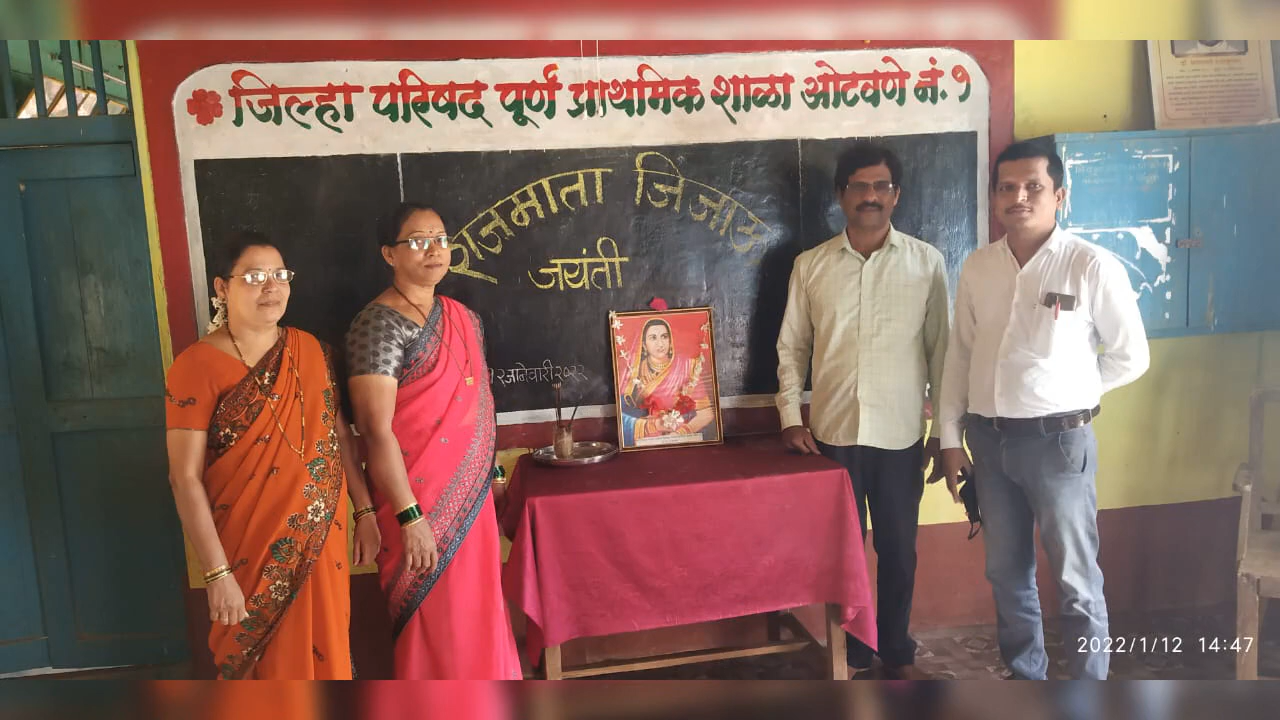 जिल्हा परिषद पूर्ण प्राथमिक शाळा ओटवणे नं. १
राजमाता जिजाऊ
जयंती
१२ जानेवारी २०२२
2022/1/12 14:47